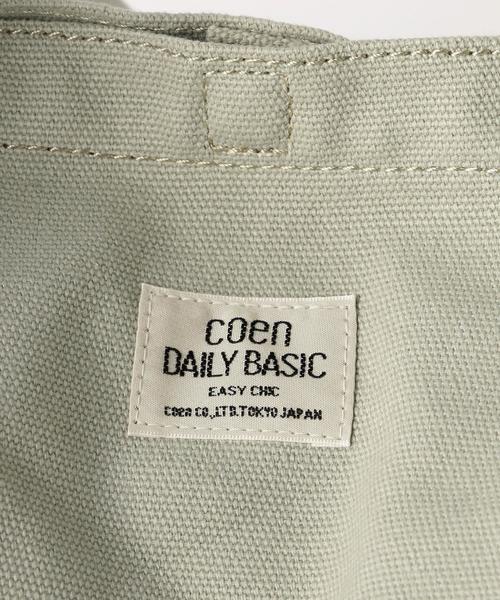 coen
DAILY BASIC
EASY CHIC
coen CO.,LTD.TOKYO JAPAN